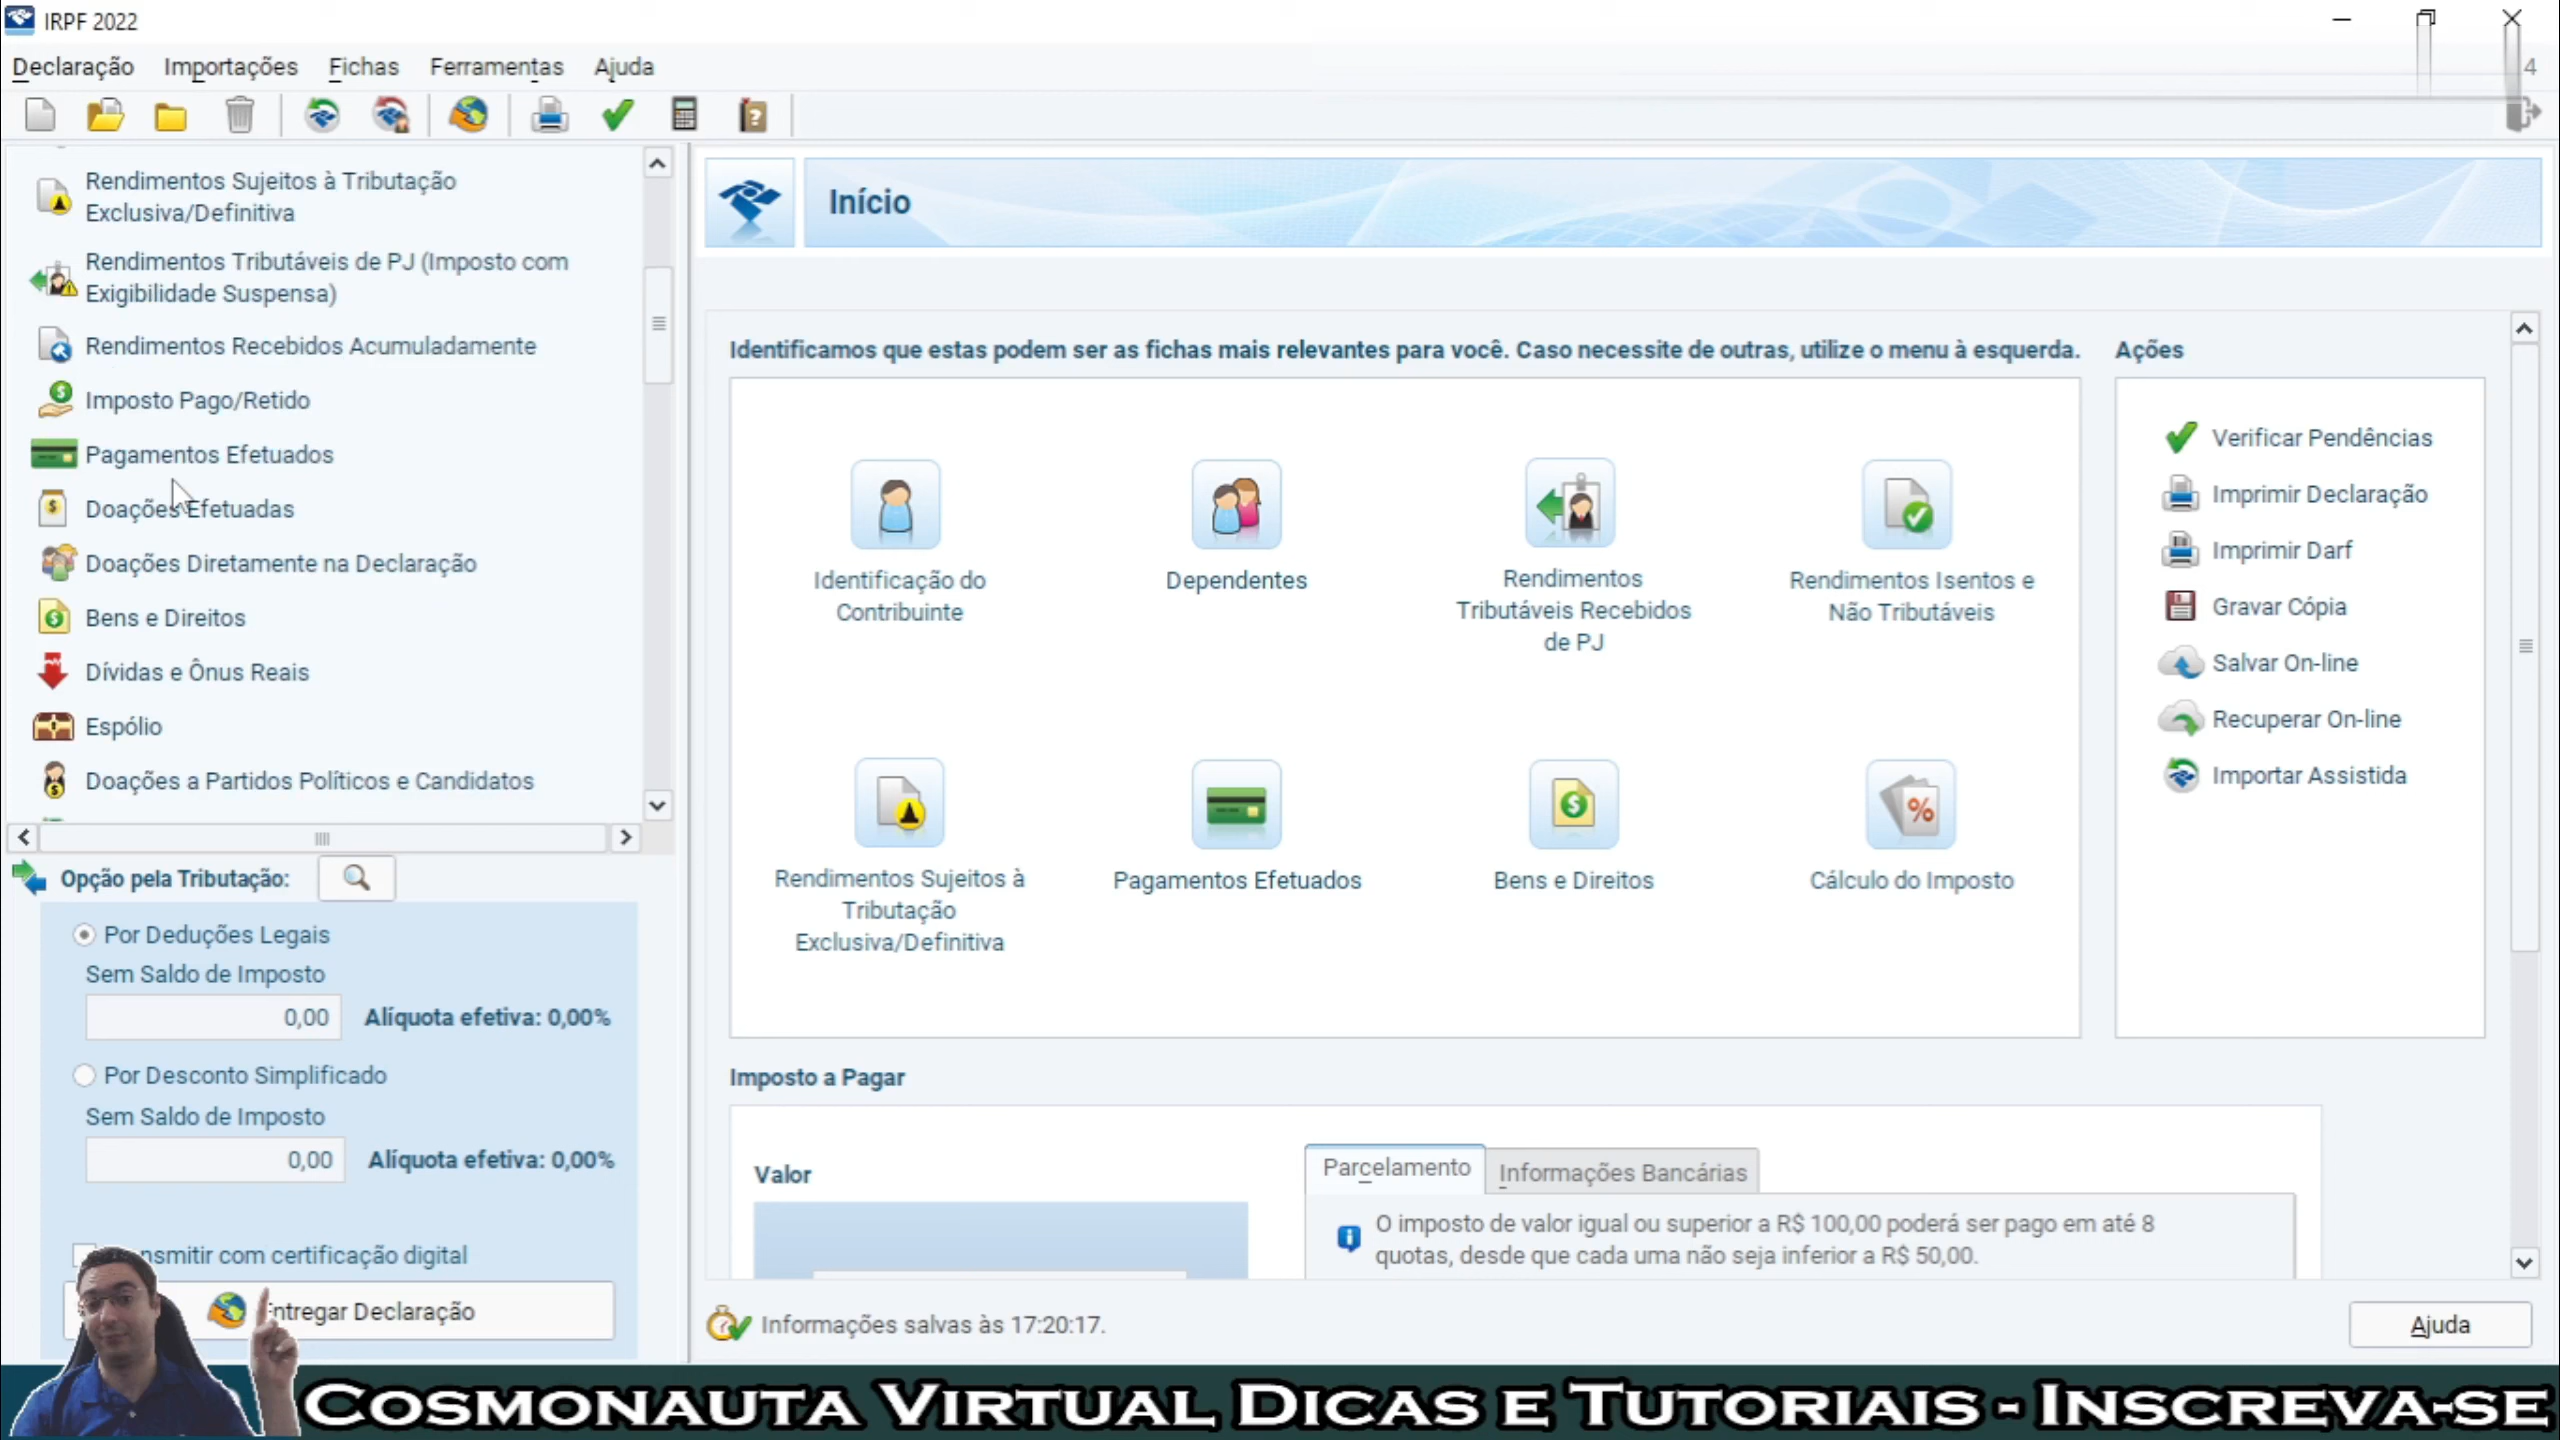 IRPF 2022
Declaração Importações Fichas Ferramentas Ajuda
4
Rendimentos Sujeitos à Tributação
Exclusiva/Definitiva
Rendimentos Tributáveis de PJ (Imposto com
Exigibilidade Suspensa)
Rendimentos Recebidos Acumuladamente
Imposto Pago/Retido
Pagamentos Efetuados
Doações Efetuadas
Doações Diretamente na Declaração
Bens e Direitos
Dívidas e Ônus Reais
Espólio
Doações a Partidos Políticos e Candidatos
Opção pela Tributação:
Por Deduções Legais
Sem Saldo de Imposto
0,00 Alíquota efetiva: 0,00%
Por Desconto Simplificado
Sem Saldo de Imposto
0,00 Alíquota efetiva: 0,00%
nsmitir com certificação digital
ntregar Declaração
Início
Identificamos que estas podem ser as fichas mais relevantes para você. Caso necessite de outras, utilize o menu à esquerda.
Identificação do
Contribuinte
Dependentes
Rendimentos
Tributáveis Recebidos
de PJ
Rendimentos Isentos e
Não Tributáveis
Rendimentos Sujeitos à
Tributação
Exclusiva/Definitiva
Pagamentos Efetuados
Bens e Direitos
Cálculo do Imposto
Ações
Verificar Pendências
Imprimir Declaração
Imprimir Darf
Gravar Cópia
Salvar On-line
Recuperar On-line
Importar Assistida
Imposto a Pagar
Valor
Parcelamento Informações Bancárias
O imposto de valor igual ou superior a R$ 100,00 poderá ser pago em até 8
quotas, desde que cada uma não seja inferior a R$ 50,00.
Informações salvas às 17:20:17.
Ajuda
Cosmonauta Virtual Dicas e Tutoriais - Inscreva-se